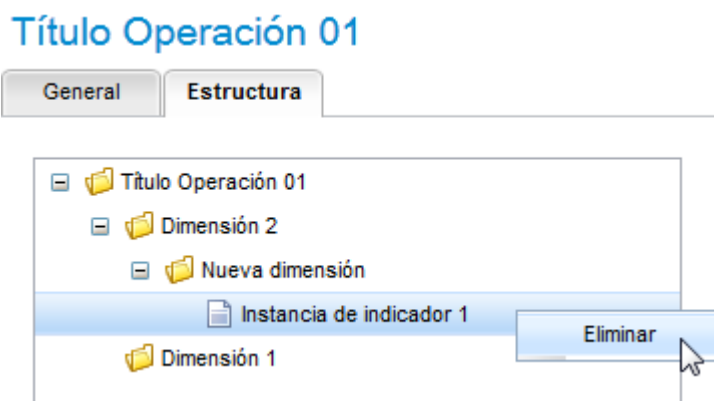 Título Operación 01
General Estructura
Título Operación 01
Dimensión 2
Nueva dimensión
Instancia de indicador 1
Eliminar
Dimensión 1